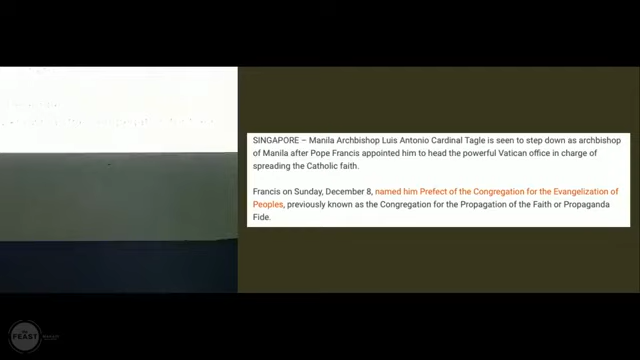 SINGAPORE – Manila Archbishop Luis Antonio Cardinal Tagle is seen to step down as archbishop
of Manila after Pope Francis appointed him to head the powerful Vatican office in charge of
spreading the Catholic faith.
Francis on Sunday, December 8, named him Prefect of the Congregation for the Evangelization of
Peoples, previously known as the Congregation for the Propagation of the Faith or Propaganda
Fide.
FEAST